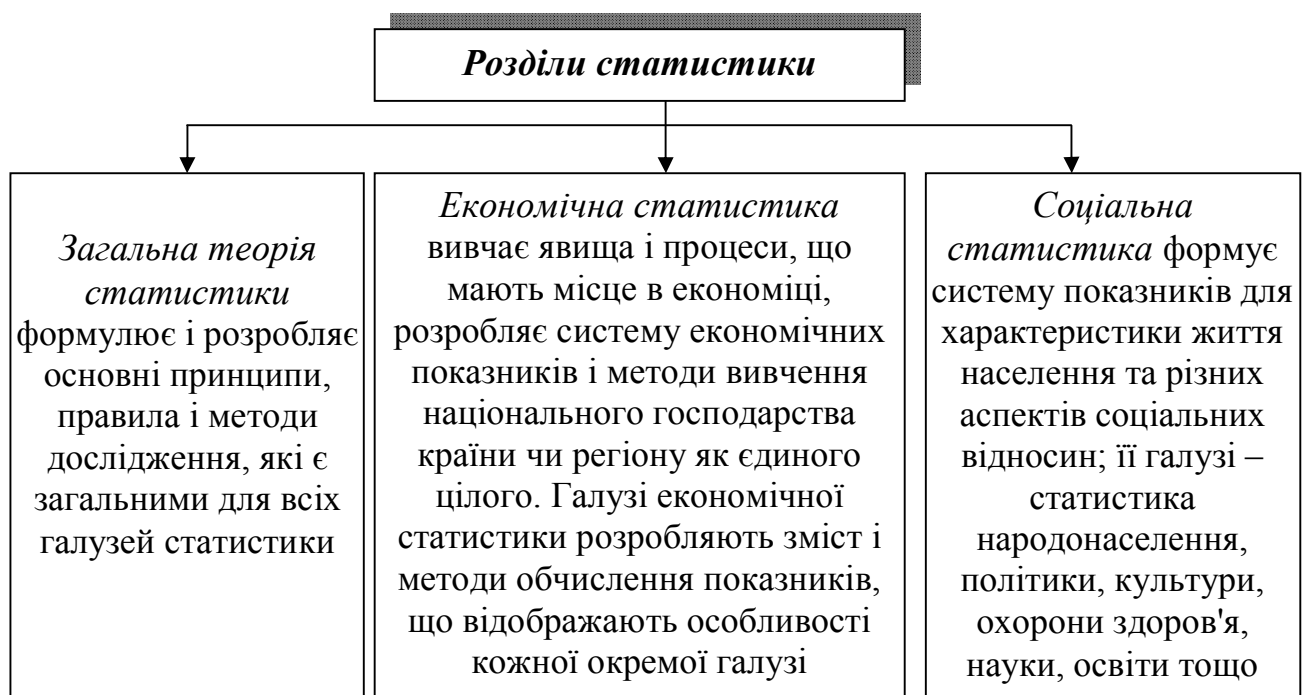 Розділи статистики
Загальна теорія
статистики
формулює і розробляє
основні принципи,
правила і методи
дослідження, які є
загальними для всіх
галузей статистики
Економічна статистика
вивчає явища і процеси, що
мають місце в економіці,
розробляє систему економічних
показників і методи вивчення
національного господарства
країни чи регіону як єдиного
цілого. Галузі економічної
статистики розробляють зміст і
методи обчислення показників,
що відображають особливості
кожної окремої галузі
Соціальна
статистика формує
систему показників для
характеристики життя
населення та різних
аспектів соціальних
відносин; її галузі –
статистика
народонаселення,
політики, культури,
охорони здоров'я,
науки, освіти тощо